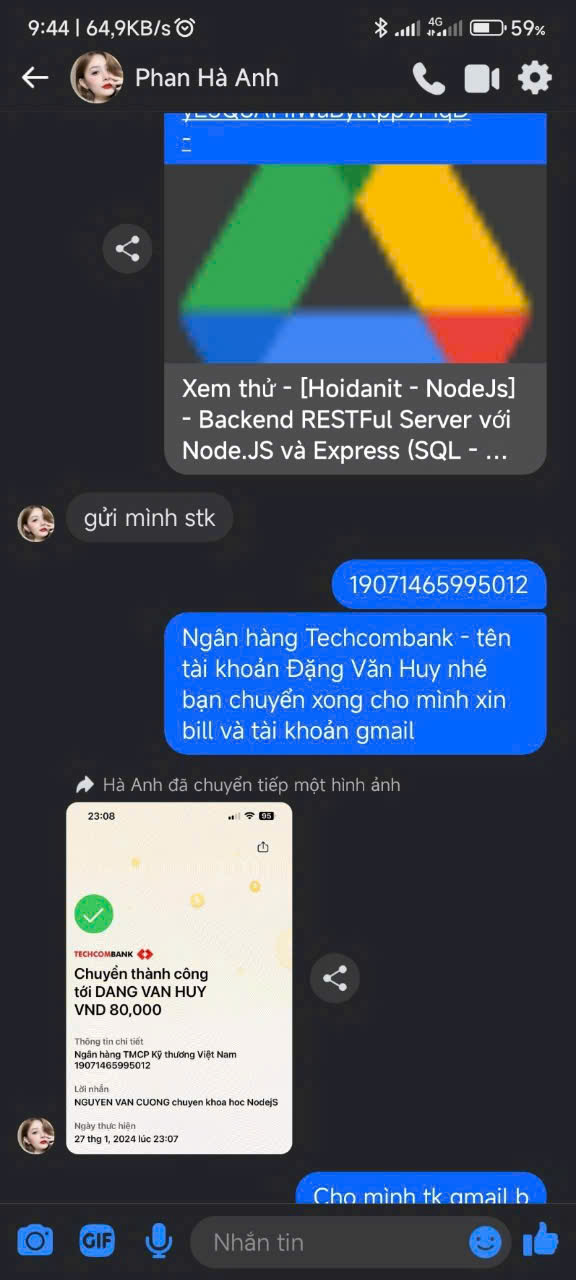 9:44 | 64,9KB/s
4G
59%
Phan Hà Anh
Xem thử - [Hoidanit - NodeJs]
- Backend RESTFul Server với
Node.JS và Express (SQL - ...
gửi mình stk
19071465995012
Ngân hàng Techcombank - tên
tài khoản Đặng Văn Huy nhé
bạn chuyển xong cho mình xin
bill và tài khoản gmail
Hà Anh đã chuyển tiếp một hình ảnh
23:08
95
TECHCOMBANK
Chuyển thành công
tới DANG VAN HUY
VND 80,000
Thông tin chi tiết
Ngân hàng TMCP Kỹ thương Việt Nam
19071465995012
Lời nhắn
NGUYEN VAN CUONG chuyen khoa hoc NodejS
Ngày thực hiện
27 thg 1, 2024 lúc 23:07
Cho mình tk gmail b
GIF
Nhắn tin